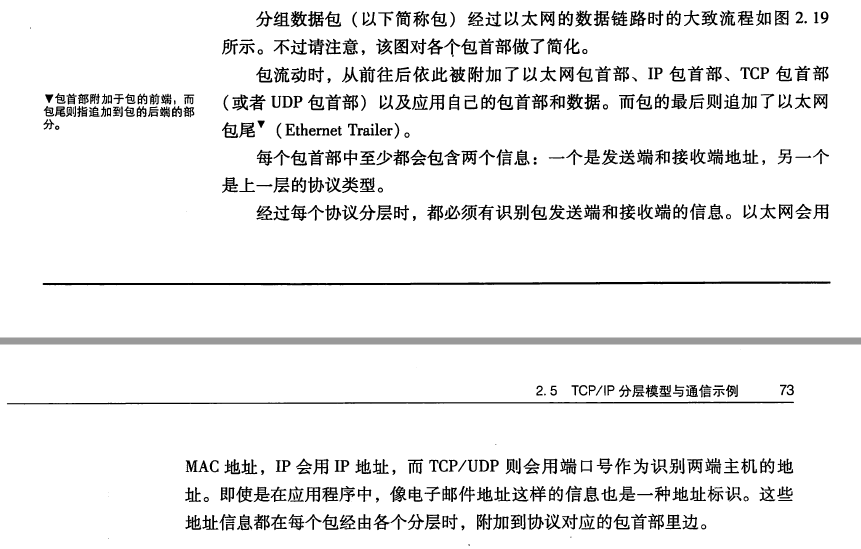 分组数据包（以下简称包）经过以太网的数据链路时的大致流程如图 2.19
所示。不过请注意，该图对各个包首部做了简化。
包流动时，从前往后依此被附加了以太网包首部、IP 包首部、TCP 包首部
（或者 UDP 包首部）以及应用自己的包首部和数据。而包的最后则追加了以太网
包尾▼（Ethernet Trailer）。
▼包首部附加于包的前端，而
包尾则指追加到包的后端的部
分。
每个包首部中至少都会包含两个信息：一个是发送端和接收端地址，另一个
是上一层的协议类型。
经过每个协议分层时，都必须有识别包发送端和接收端的信息。以太网会用
2.5 TCP/IP 分层模型与通信示例 73
MAC 地址，IP 会用 IP 地址，而 TCP/UDP 则会用端口号作为识别两端主机的地
址。即使是在应用程序中，像电子邮件地址这样的信息也是一种地址标识。这些
地址信息都在每个包经由各个分层时，附加到协议对应的包首部里边。